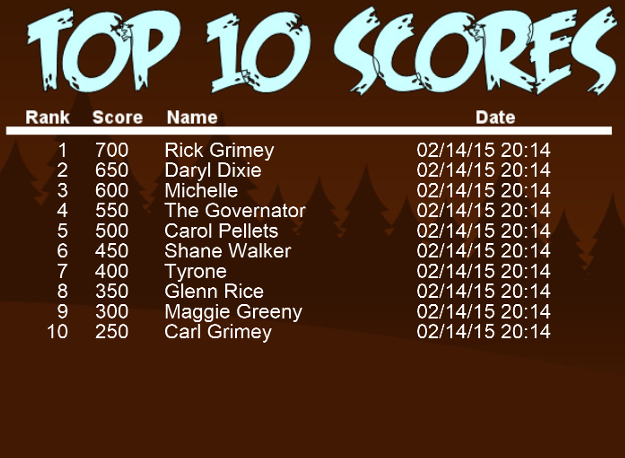 TOP 10 SCORES
Rank Score Name Date
1 700 Rick Grimey 02/14/15 20:14
2 650 Daryl Dixie 02/14/15 20:14
3 600 Michelle 02/14/15 20:14
4 550 The Governator 02/14/15 20:14
5 500 Carol Pellets 02/14/15 20:14
6 450 Shane Walker 02/14/15 20:14
7 400 Tyrone 02/14/15 20:14
8 350 Glenn Rice 02/14/15 20:14
9 300 Maggie Greeny 02/14/15 20:14
10 250 Carl Grimey 02/14/15 20:14